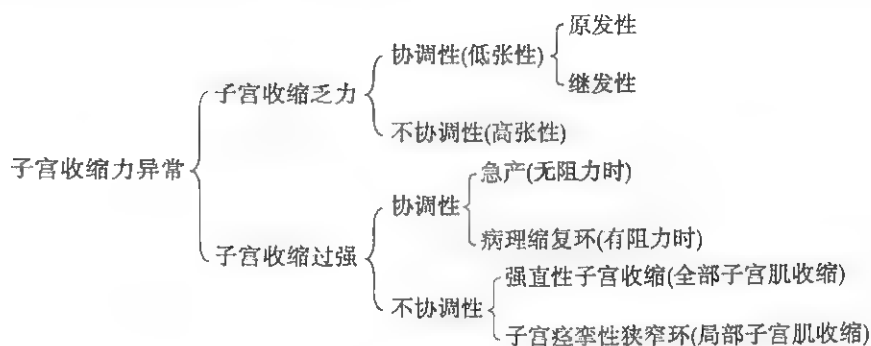 子宫收缩力异常
子宫收缩乏力
协调性(低张性)
原发性
继发性
不协调性(高张性)
子宫收缩过强
协调性
急产(无阻力时)
病理缩复环(有阻力时)
不协调性
强直性子宫收缩(全部子宫肌收缩)
子宫痉挛性狭窄环(局部子宫肌收缩)